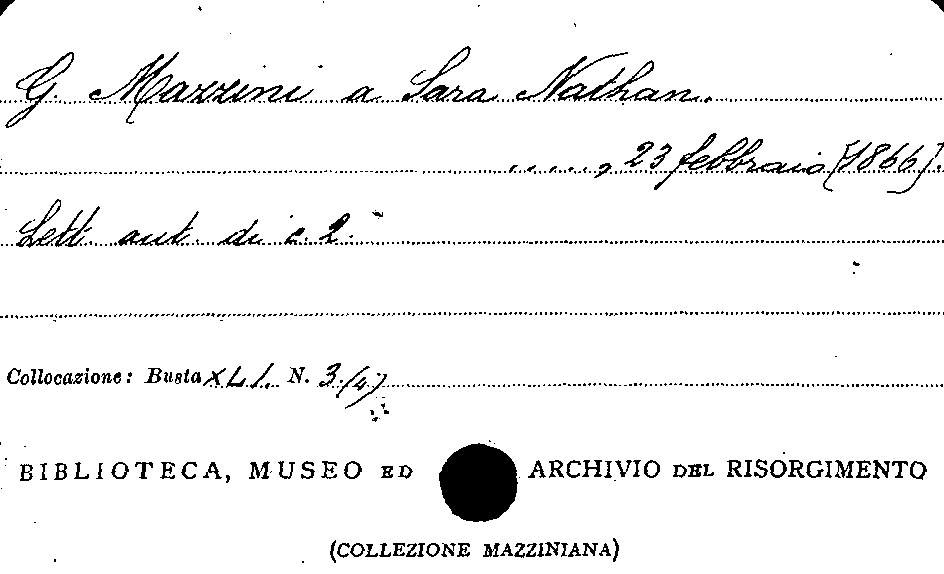 G. Mazzini a Sara Nathan.
....., 23 febbraio [1866].
Lett. aut. di c. 2.
Collocazione: Busta XLI. N. 3/(4)
BIBLIOTECA, MUSEO ED ARCHIVIO DEL RISORGIMENTO
(COLLEZIONE MAZZINIANA)